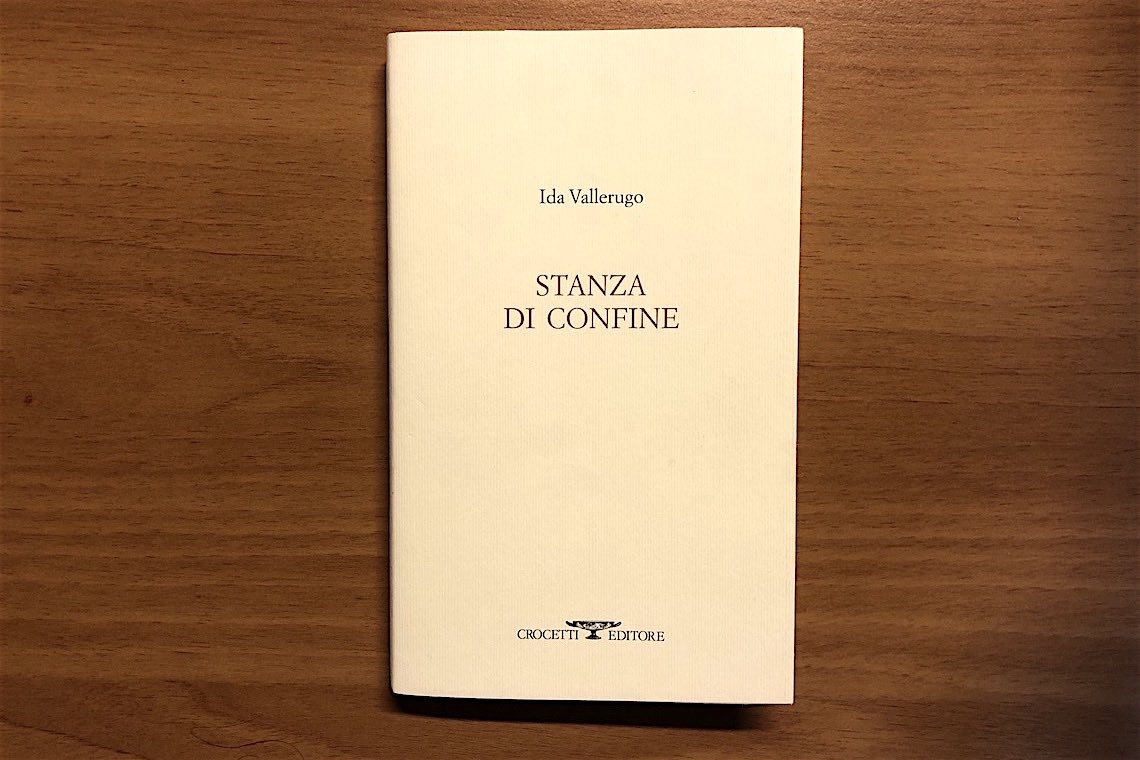 Ida Vallerugo
STANZA
DI CONFINE
CROCETTI EDITORE